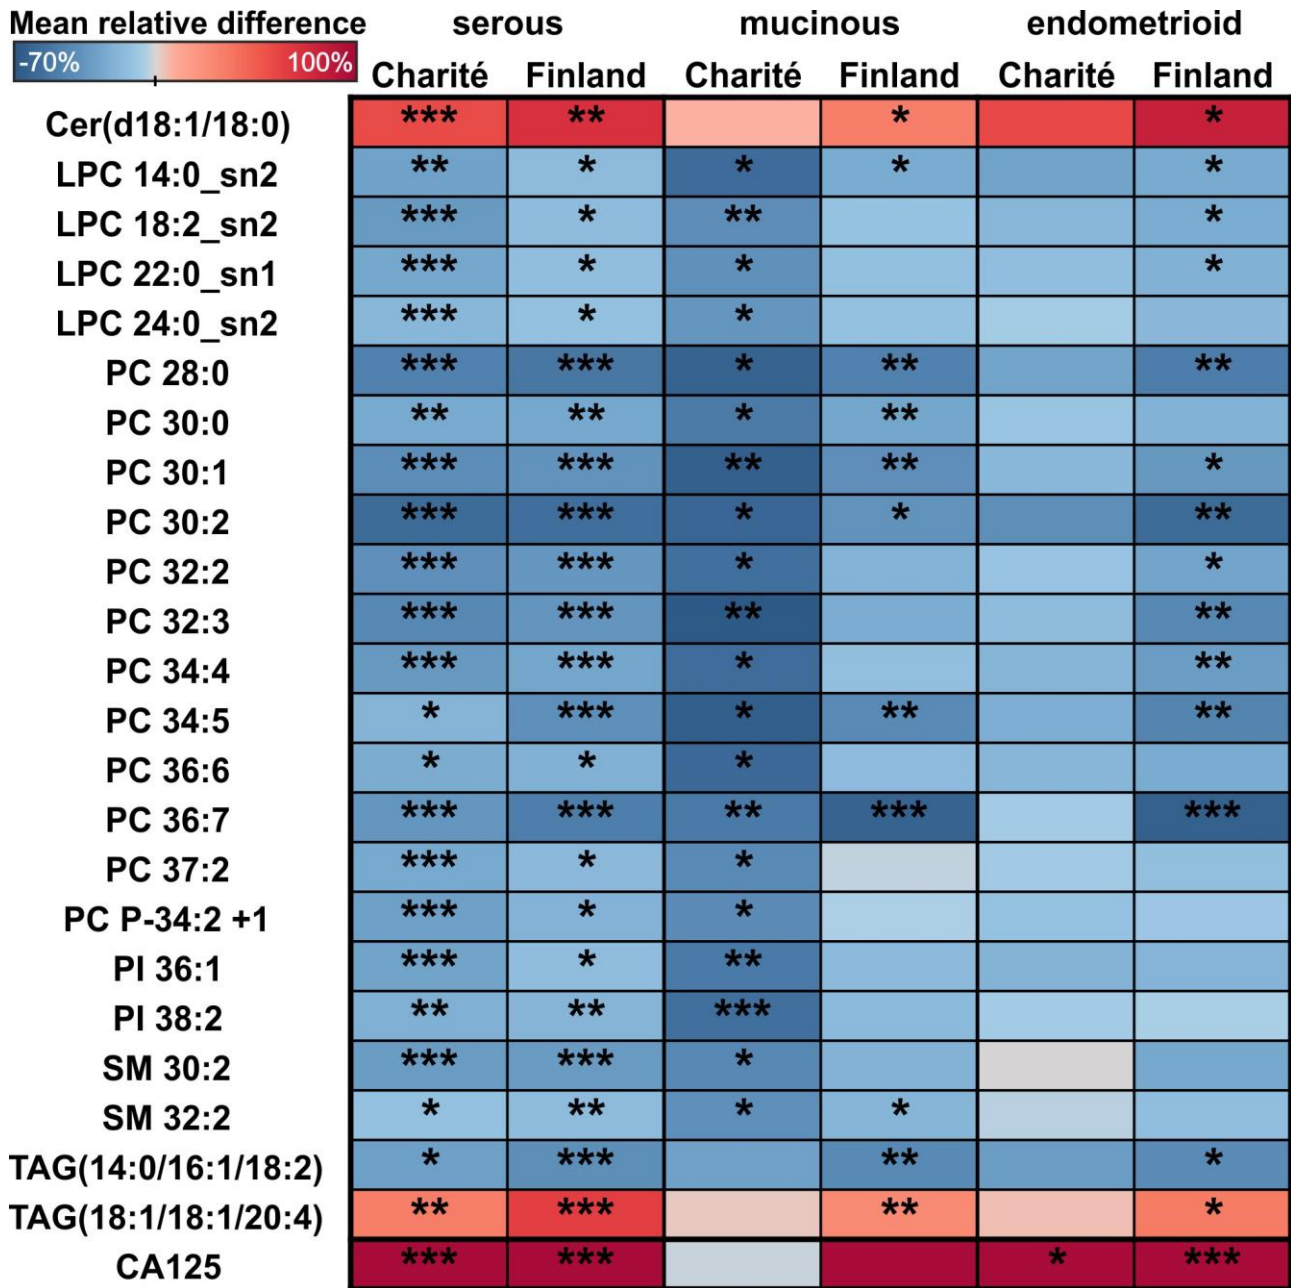 Mean relative difference serous mucinous endometrioid
-70% 100% Charité Finland Charité Finland Charité Finland
Cer(d18:1/18:0) *** ** * *
LPC 14:0_sn2 ** * * * *
LPC 18:2_sn2 *** * ** *
LPC 22:0_sn1 *** * * *
LPC 24:0_sn2 *** * *
PC 28:0 *** *** * ** **
PC 30:0 ** ** * **
PC 30:1 *** *** ** ** *
PC 30:2 *** *** * * **
PC 32:2 *** *** * *
PC 32:3 *** *** ** **
PC 34:4 *** *** * **
PC 34:5 * *** * ** **
PC 36:6 * * *
PC 36:7 *** *** ** *** ***
PC 37:2 *** * *
PC P-34:2 +1 *** * *
PI 36:1 *** * **
PI 38:2 ** ** ***
SM 30:2 *** *** *
SM 32:2 * ** * *
TAG(14:0/16:1/18:2) * *** ** *
TAG(18:1/18:1/20:4) ** *** ** *
CA125 *** *** * ***